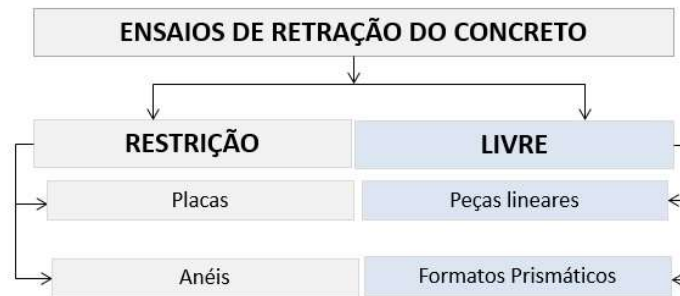 ENSAIOS DE RETRAÇÃO DO CONCRETO
RESTRIÇÃO
LIVRE
Placas
Peças lineares
Anéis
Formatos Prismáticos